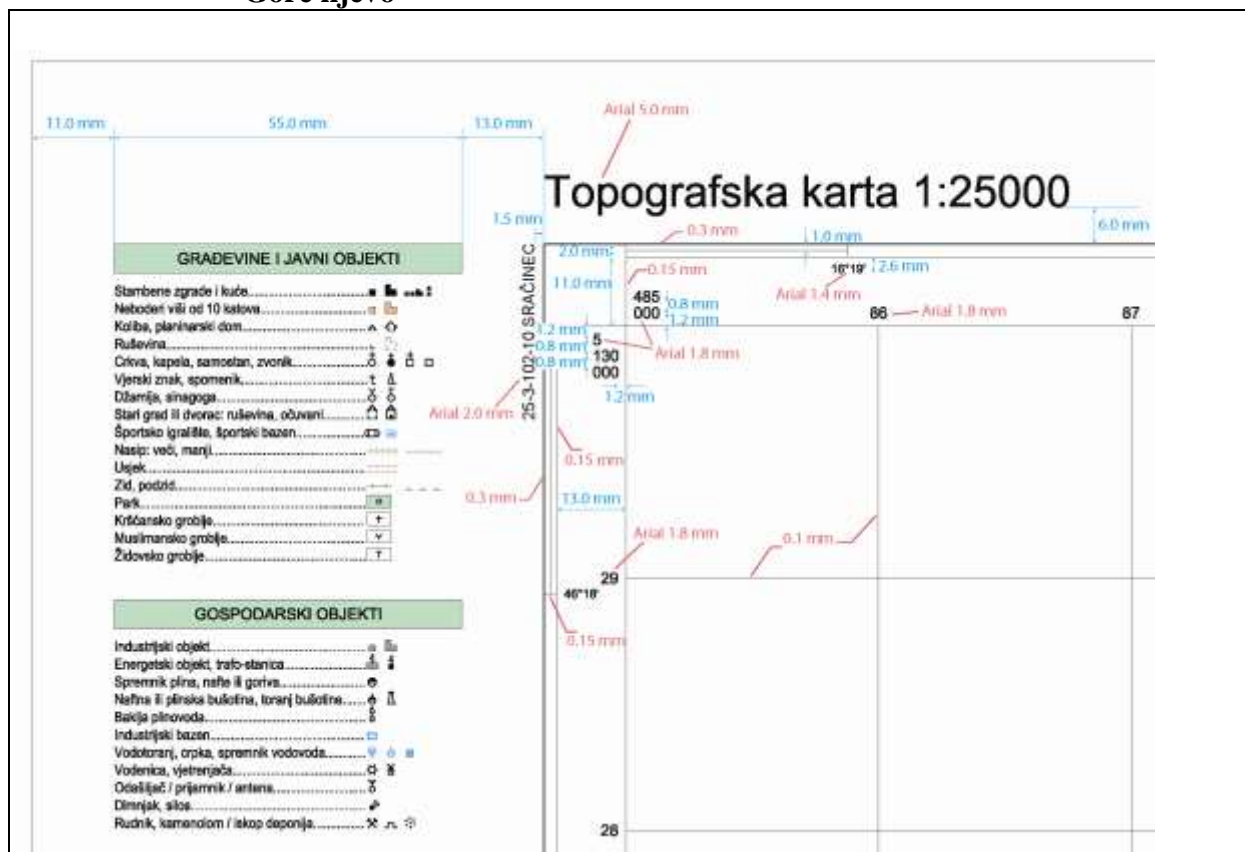 Gore lijevo
Arial 5.0 mm
11.0 mm
55.0 mm
13.0 mm
Topografska karta 1:25000
1.5 mm
6.0 mm
0.3 mm
1.0 mm
2.0 mm
GRAĐEVINE I JAVNI OBJEKTI
16°19'
2.6 mm
0.15 mm
11.0 mm
Arial 1.4 mm
Stambene zgrade i kuće
485
000
0.8 mm
1.2 mm
86
Arial 1.8 mm
87
Neboderi viši od 10 katova
Koliba, planinarski dom
1.2 mm
5
130
000
0.8 mm
0.8 mm
Arial 1.8 mm
Ruševina
Crkva, kapela, samostan, zvonik
Vjerski znak, spomenik
1.2 mm
Džamija, sinagoga
25-3-102-10 SRAČINEC
Arial 2.0 mm
Stari grad ili dvorac: ruševina, očuvani
Športsko igralište, športski bazen
Nasip: veći, manji
0.15 mm
Usjek
Zid, podzid
0.3 mm
13.0 mm
Park
Kršćansko groblje
Muslimansko groblje
Arial 1.8 mm
0.1 mm
Židovsko groblje
29
46°18'
GOSPODARSKI OBJEKTI
0.15 mm
Industrijski objekt
Energetski objekt, trafo-stanica
Spremnik plina, nafte ili goriva
Naftna ili plinska bušotina, toranj bušotine
Baklja plinovoda
Industrijski bazen
Vodotoranj, crpka, spremnik vodovoda
Vodenica, vjetrenjača
Odašiljač / prijamnik / antena
Dimnjak, silos
Rudnik, kamenolom / iskop deponija
28